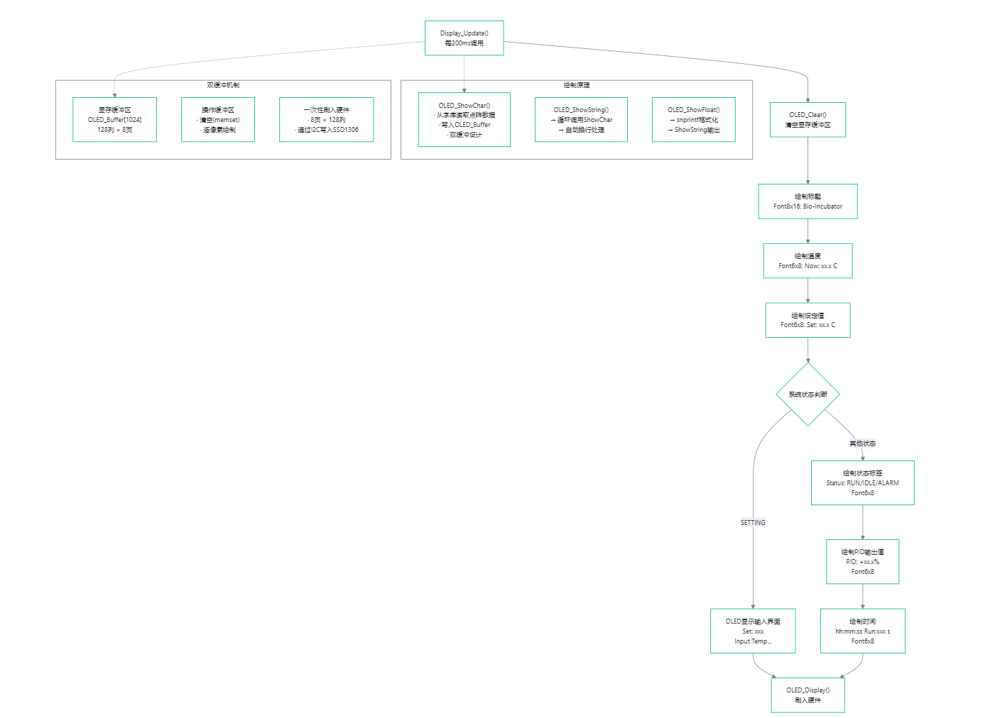 Display_Update()
每200ms调用
双缓冲机制
显存缓冲区
OLED_Buffer[1024]
128列 × 8页
操作缓冲区
· 清空(memset)
· 逐像素绘制
一次性刷入硬件
· 8页 × 128列
· 通过I2C写入SSD1306
绘制原理
OLED_ShowChar()
· 从字库读取点阵数据
· 写入OLED_Buffer
· 双缓冲设计
OLED_ShowString()
→ 循环调用ShowChar
→ 自动换行处理
OLED_ShowFloat()
→ snprintf格式化
→ ShowString输出
OLED_Clear()
清空显存缓冲区
绘制标题
Font8x16: Bio-Incubator
绘制温度
Font6x8: Now: xx.x C
绘制设定值
Font6x8: Set: xx.x C
系统状态判断
其他状态
绘制状态标签
Status: RUN/IDLE/ALARM
Font6x8
SETTING
绘制PID输出值
PID: +xx.x%
Font6x8
OLED显示输入界面
Set: xxx
Input Temp...
绘制时间
hh:mm:ss Run:xxx s
Font6x8
OLED_Display()
刷入硬件